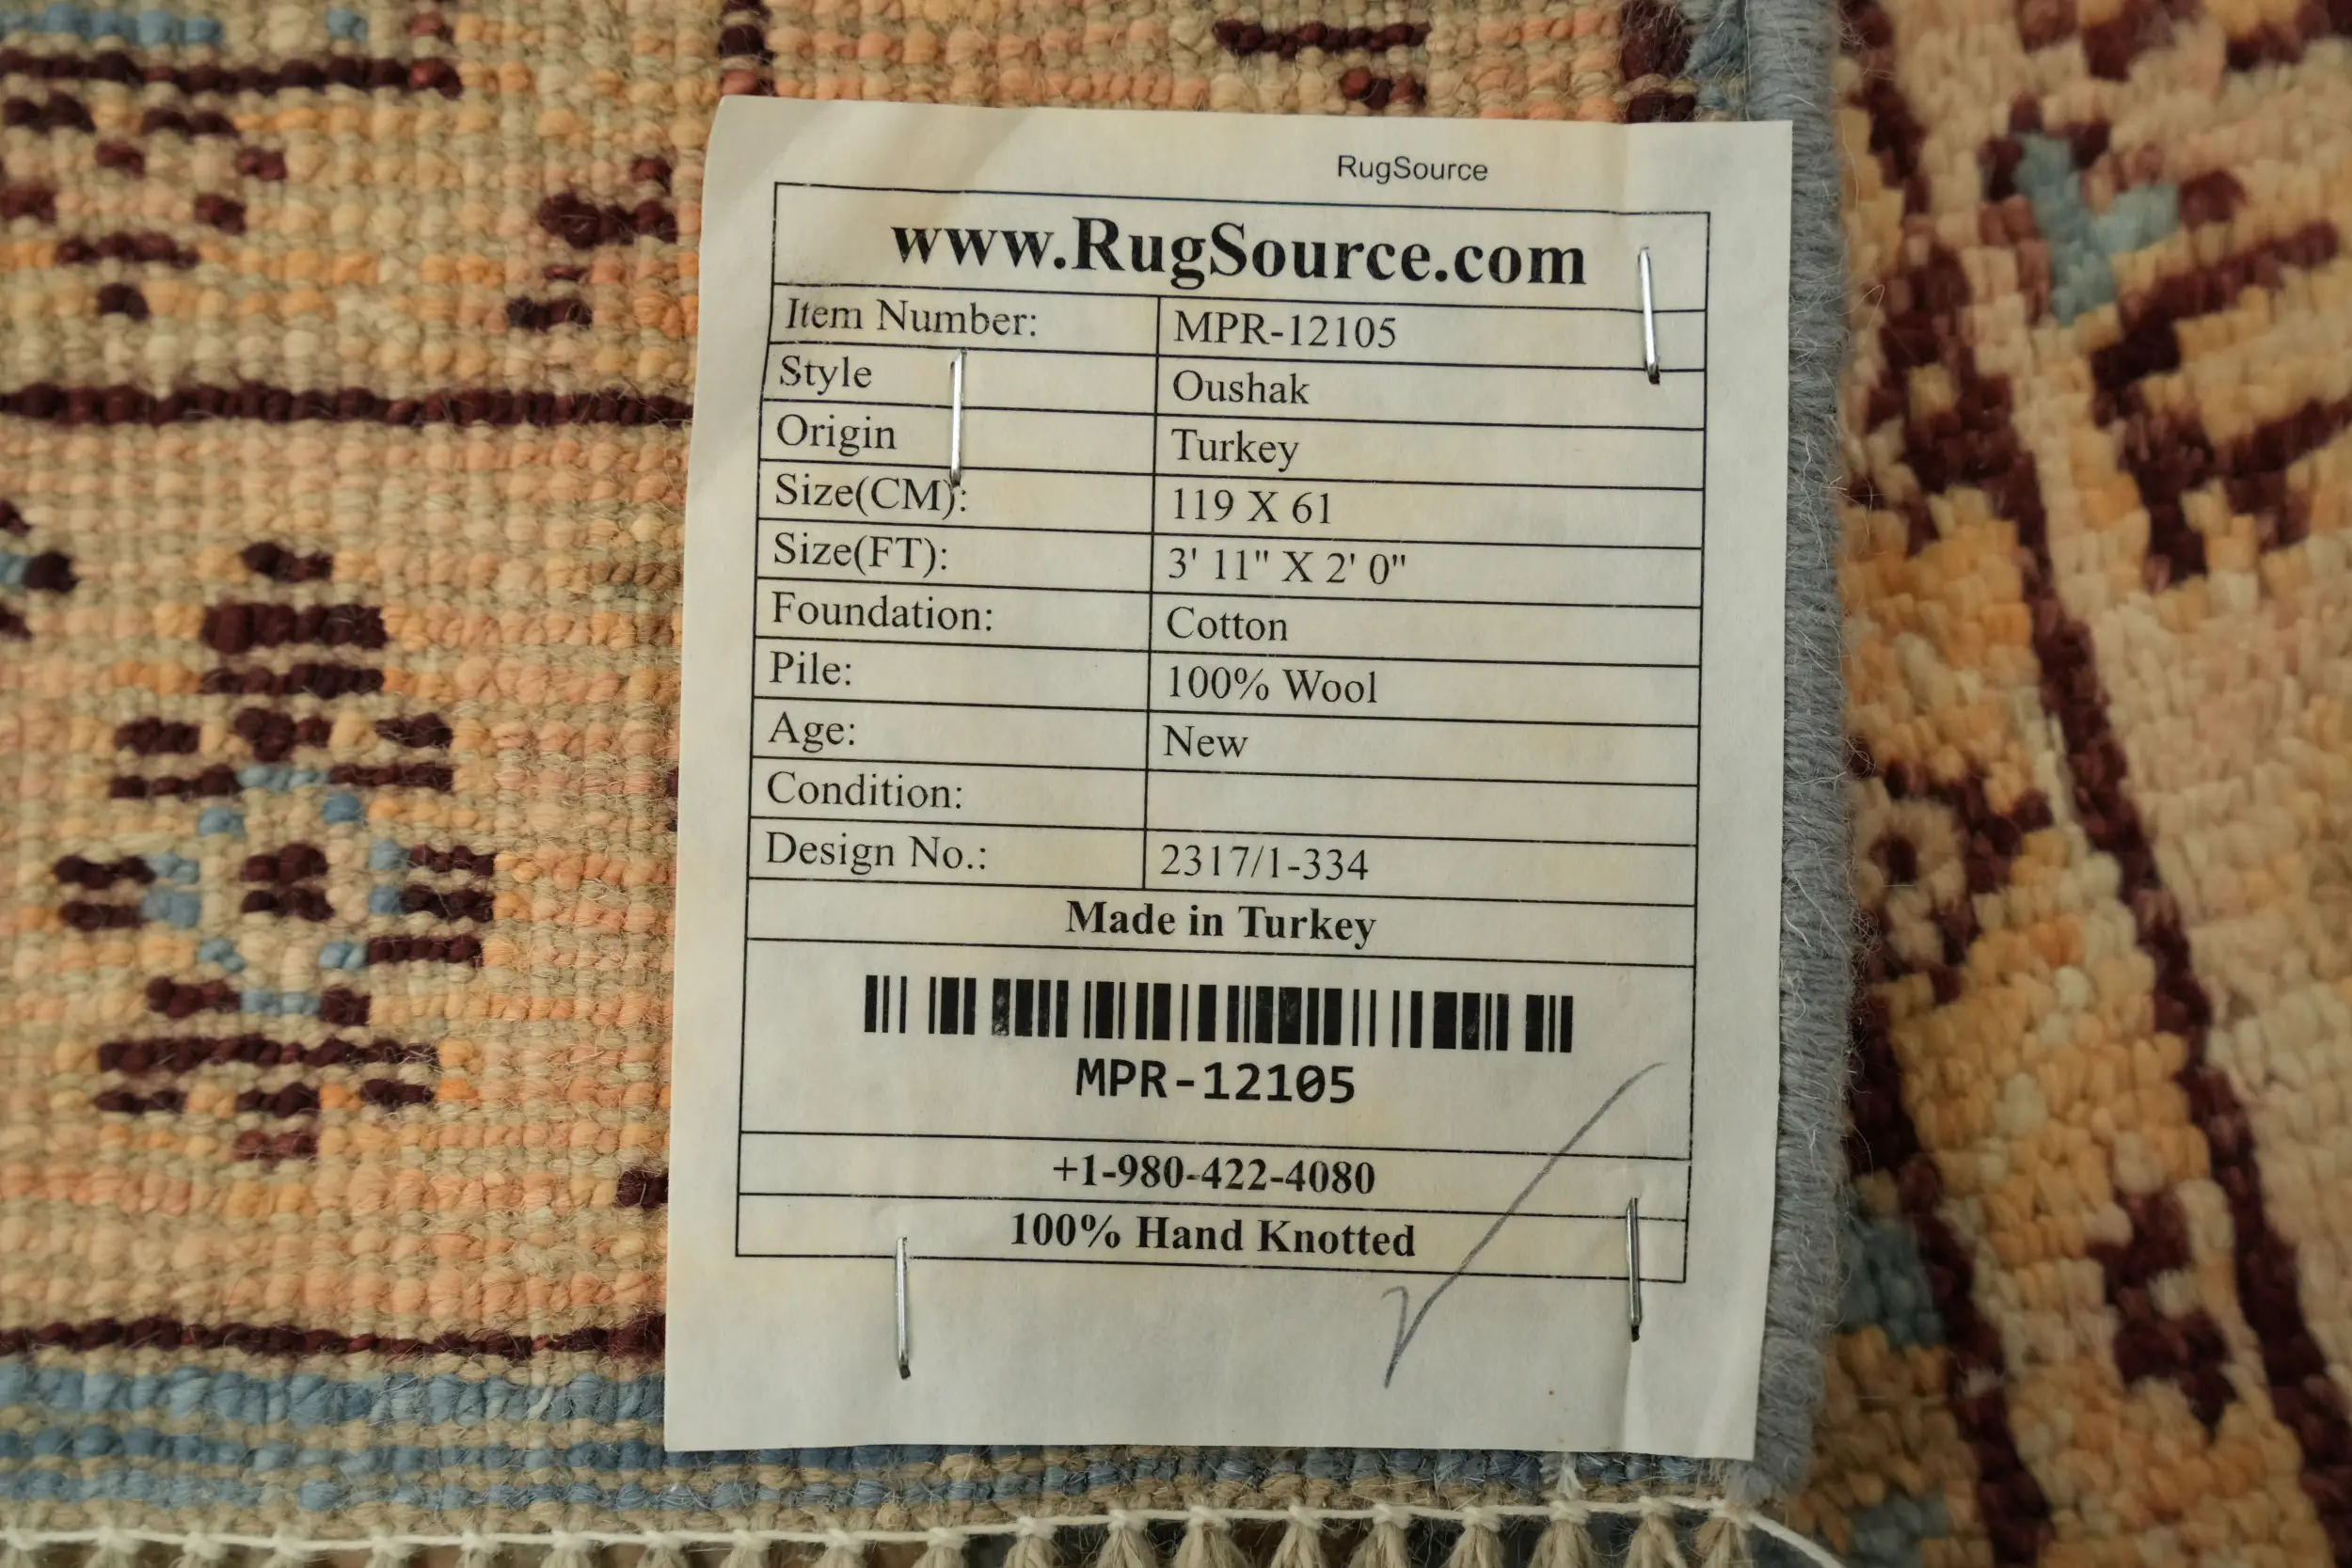 RugSource
www.RugSource.com
Item Number: MPR-12105
Style Oushak
Origin Turkey
Size(CM): 119 X 61
Size(FT): 3' 11" X 2' 0"
Foundation: Cotton
Pile: 100% Wool
Age: New
Condition:
Design No.: 2317/1-334
Made in Turkey
MPR-12105
+1-980-422-4080
100% Hand Knotted